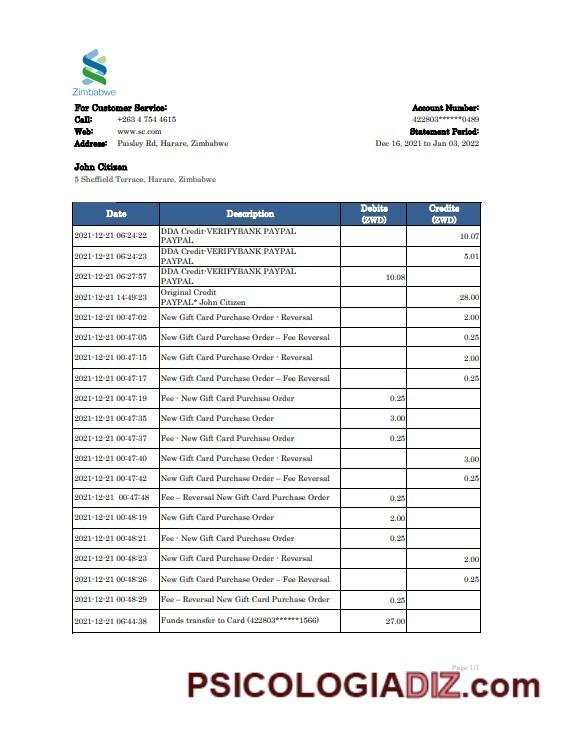 Zimbabwe
For Customer Service:
Call: +263 4 754 4615
Web: www.sc.com
Address: Paisley Rd, Harare, Zimbabwe
Account Number:
422803******0489
Statement Period:
Dec 16, 2021 to Jan 03, 2022
John Citizen
5 Sheffield Terrace, Harare, Zimbabwe
Date Description Debits (ZWD) Credits (ZWD)
2021-12-21 06:24:22 DDA Credit-VERIFYBANK PAYPAL
PAYPAL 10.07
2021-12-21 06:24:23 DDA Credit-VERIFYBANK PAYPAL
PAYPAL 5.01
2021-12-21 06:27:57 DDA Credit-VERIFYBANK PAYPAL
PAYPAL 10.08
2021-12-21 14:49:23 Original Credit
PAYPAL* John Citizen 28.00
2021-12-21 00:47:02 New Gift Card Purchase Order - Reversal 2.00
2021-12-21 00:47:05 New Gift Card Purchase Order – Fee Reversal 0.25
2021-12-21 00:47:15 New Gift Card Purchase Order - Reversal 2.00
2021-12-21 00:47:17 New Gift Card Purchase Order – Fee Reversal 0.25
2021-12-21 00:47:19 Fee - New Gift Card Purchase Order 0.25
2021-12-21 00:47:35 New Gift Card Purchase Order 3.00
2021-12-21 00:47:37 Fee - New Gift Card Purchase Order 0.25
2021-12-21 00:47:40 New Gift Card Purchase Order - Reversal 3.00
2021-12-21 00:47:42 New Gift Card Purchase Order – Fee Reversal 0.25
2021-12-21 00:47:48 Fee – Reversal New Gift Card Purchase Order 0.25
2021-12-21 00:48:19 New Gift Card Purchase Order 2.00
2021-12-21 00:48:21 Fee - New Gift Card Purchase Order 0.25
2021-12-21 00:48:23 New Gift Card Purchase Order - Reversal 2.00
2021-12-21 00:48:26 New Gift Card Purchase Order – Fee Reversal 0.25
2021-12-21 00:48:29 Fee – Reversal New Gift Card Purchase Order 0.25
2021-12-21 06:44:38 Funds transfer to Card (422803******1566) 27.00
Page 1/1
PSICOLOGIADIZ.com